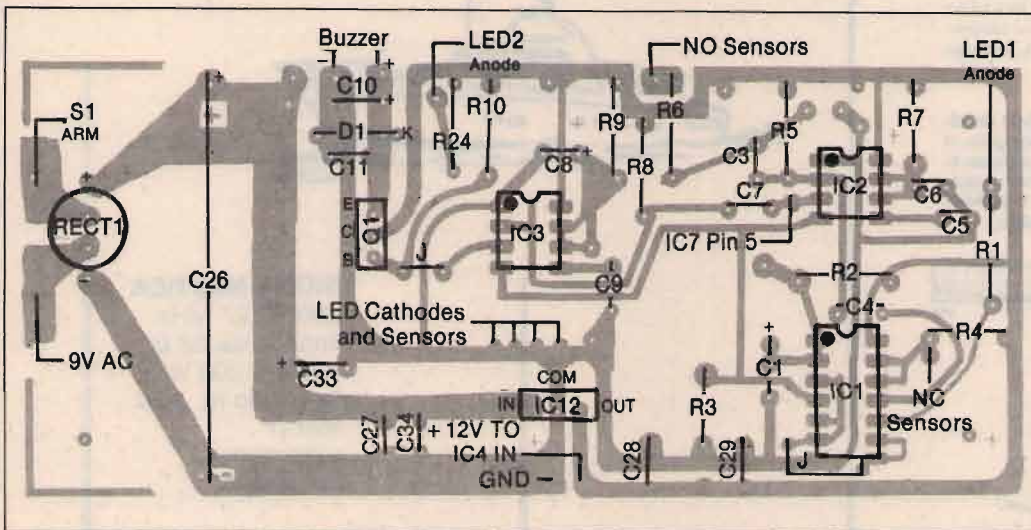 Buzzer
LED2
Anode
NO Sensors
LED1
Anode
- +
C10
+
S1
ARM
R24
R10
D1
K
C11
C8
+
R9
R8
R6
C3
R5
R7
C7
IC2
C6
C5
+
RECT1
-
E
C
B
Q1
J
IC3
IC7 Pin 5
R1
C26
C9
R2
C4
R4
LED Cathodes
and Sensors
9V AC
+
C33
COM
IN
IC12
OUT
R3
+
C1
IC1
NC
Sensors
C27
C34
+ 12V TO
IC4 IN
GND –
C28
C29
J